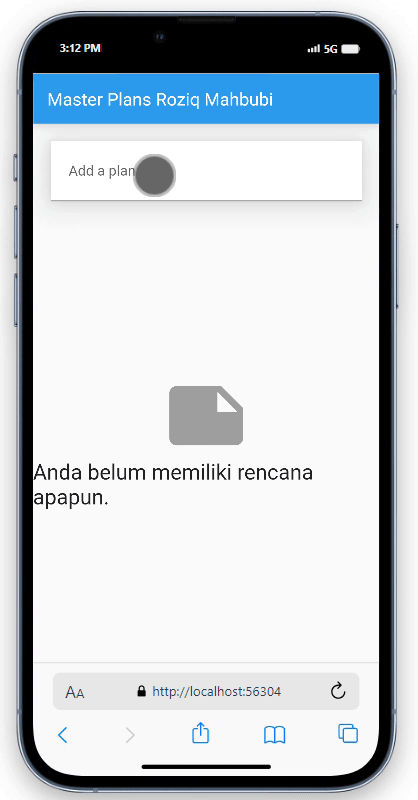 3:12 PM
5G
Master Plans Roziq Mahbubi
Add a plan
Anda belum memiliki rencana
apapun.
AA
http://localhost:56304